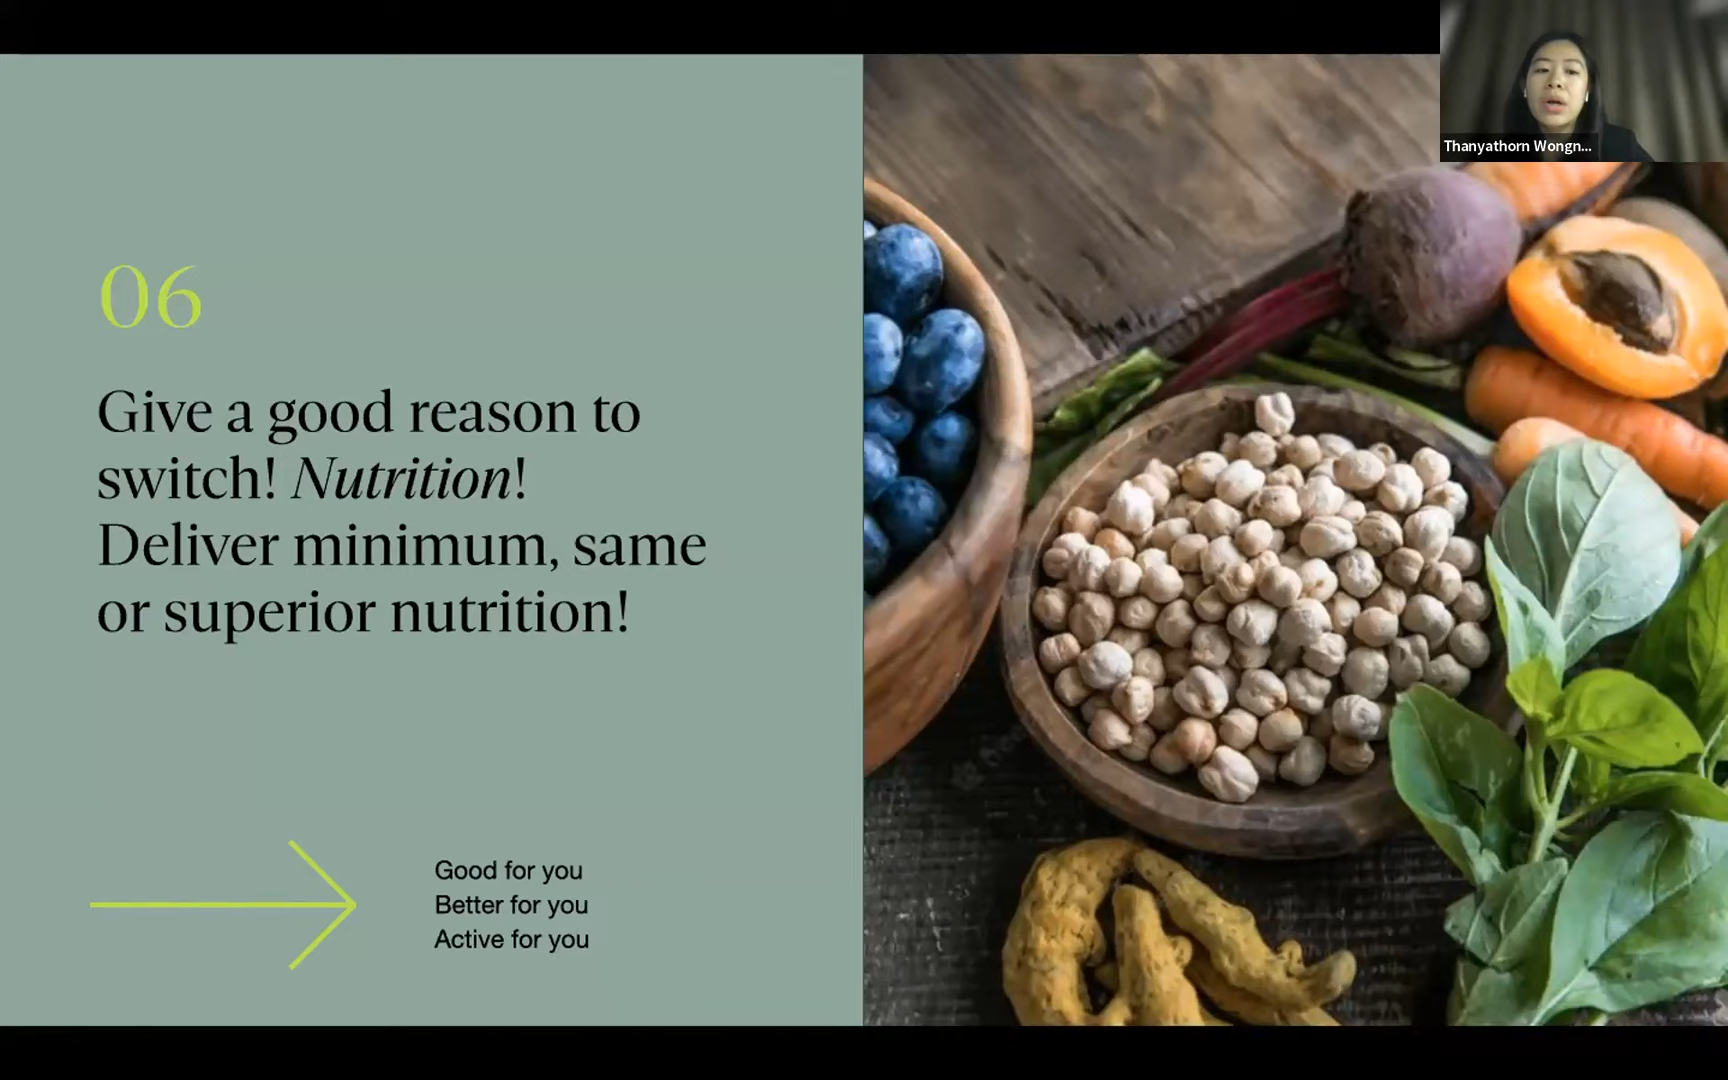 Thanyathorn Wongn...
06
Give a good reason to
switch! Nutrition!
Deliver minimum, same
or superior nutrition!
Good for you
Better for you
Active for you